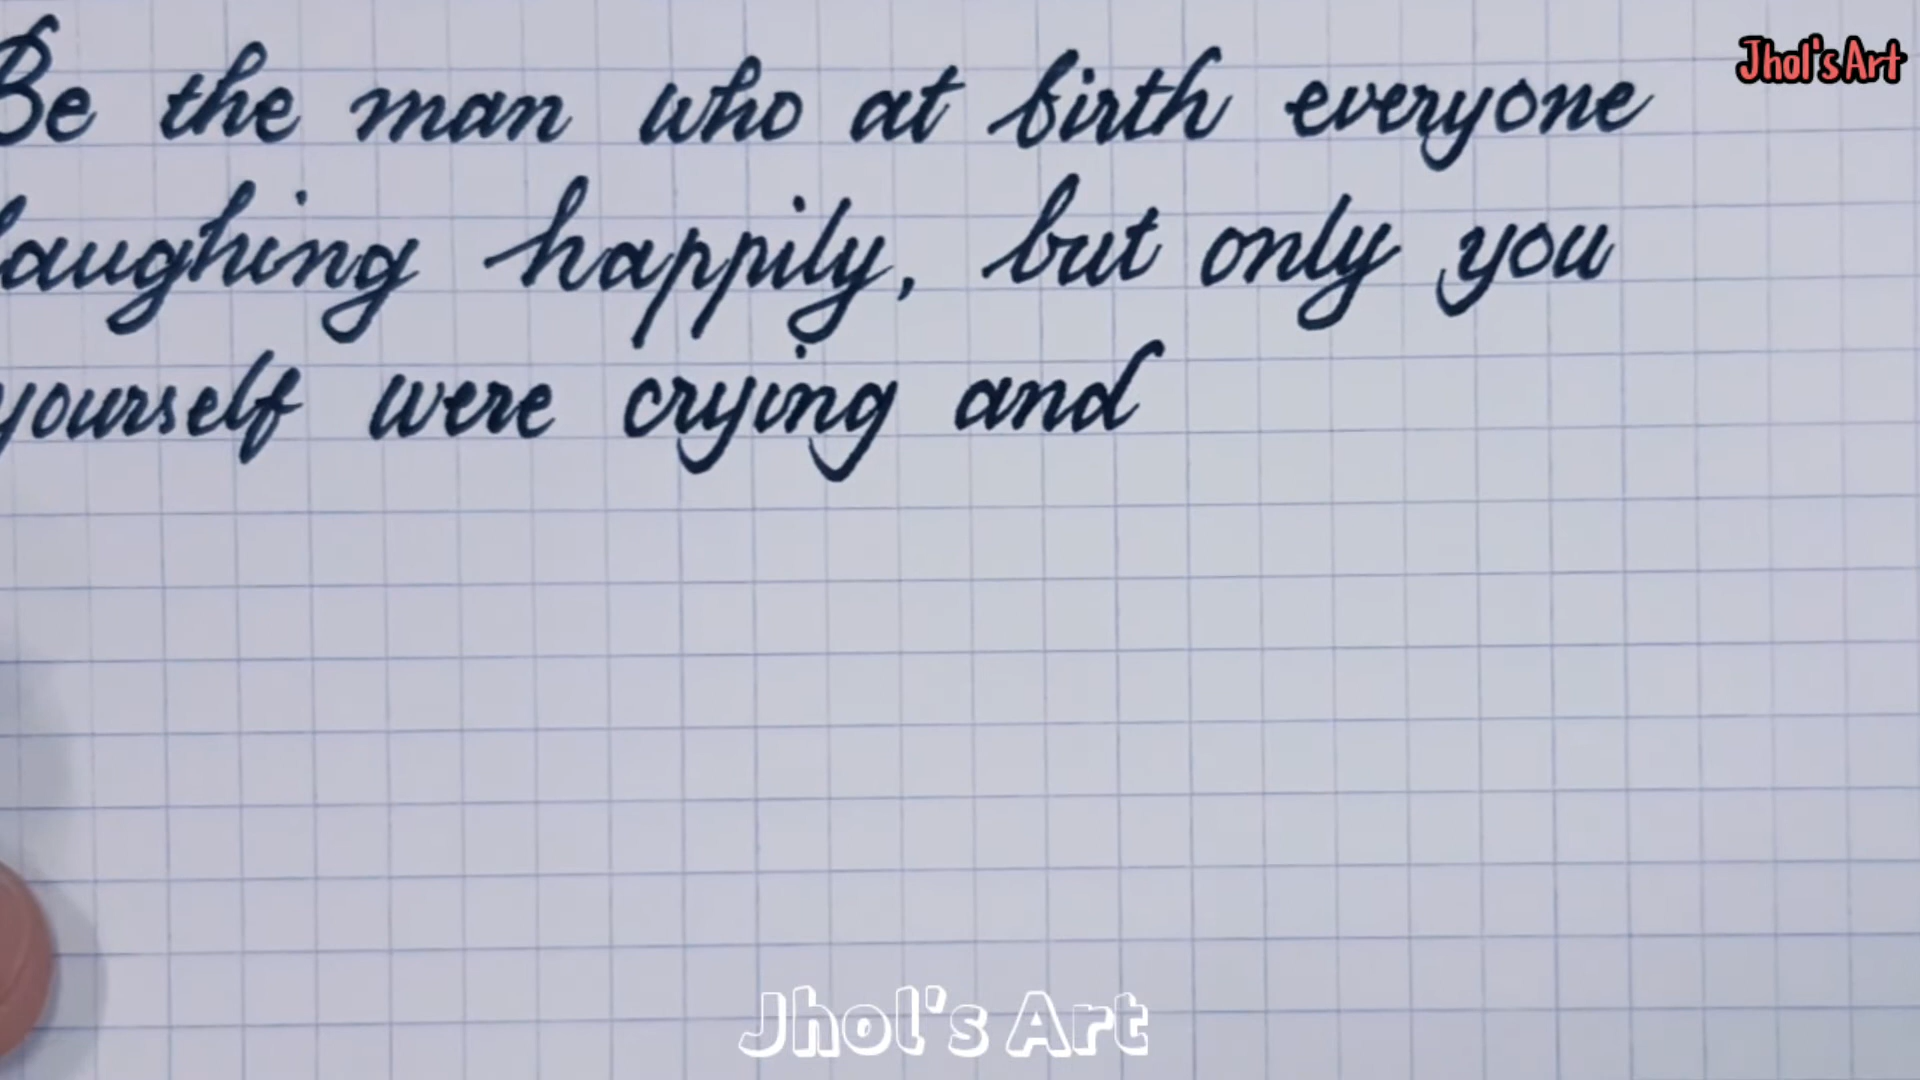 Be the man who at birth everyone
Jhol's Art
laughing happily, but only you
yourself were crying and
Jhol's Art